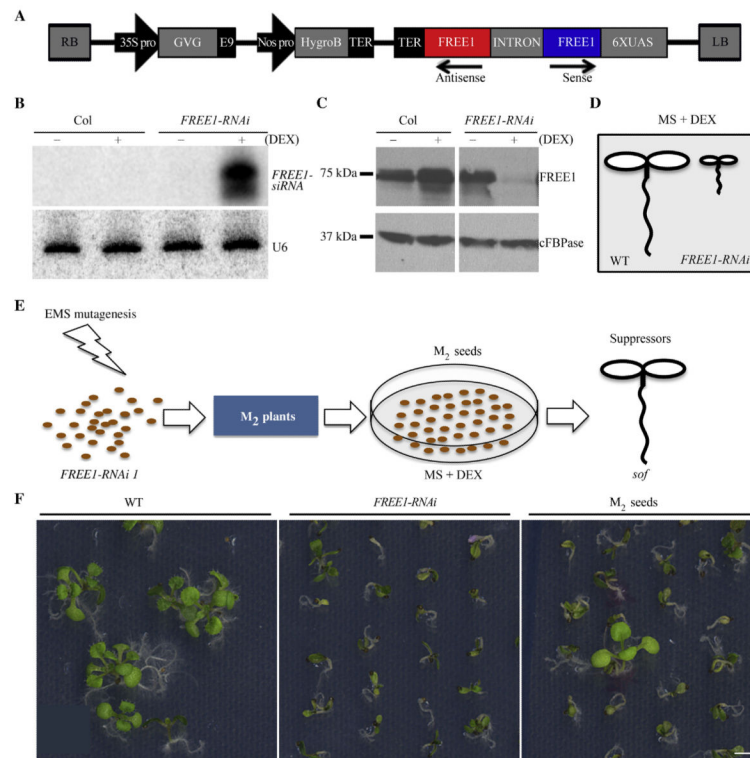 A
RB
35S pro
GVG
E9
Nos pro
HygroB
TER
TER
FREE1
INTRON
FREE1
6XUAS
LB
Antisense
Sense
B
Col
FREE1-RNAi
– + – + (DEX)
FREE1-
siRNA
U6
C
Col
FREE1-RNAi
– + – + (DEX)
75 kDa
FREE1
37 kDa
cFBPase
D
MS + DEX
WT
FREE1-RNAi
E
EMS mutagenesis
FREE1-RNAi 1
M2 plants
M2 seeds
MS + DEX
Suppressors
sof
F
WT
FREE1-RNAi
M2 seeds